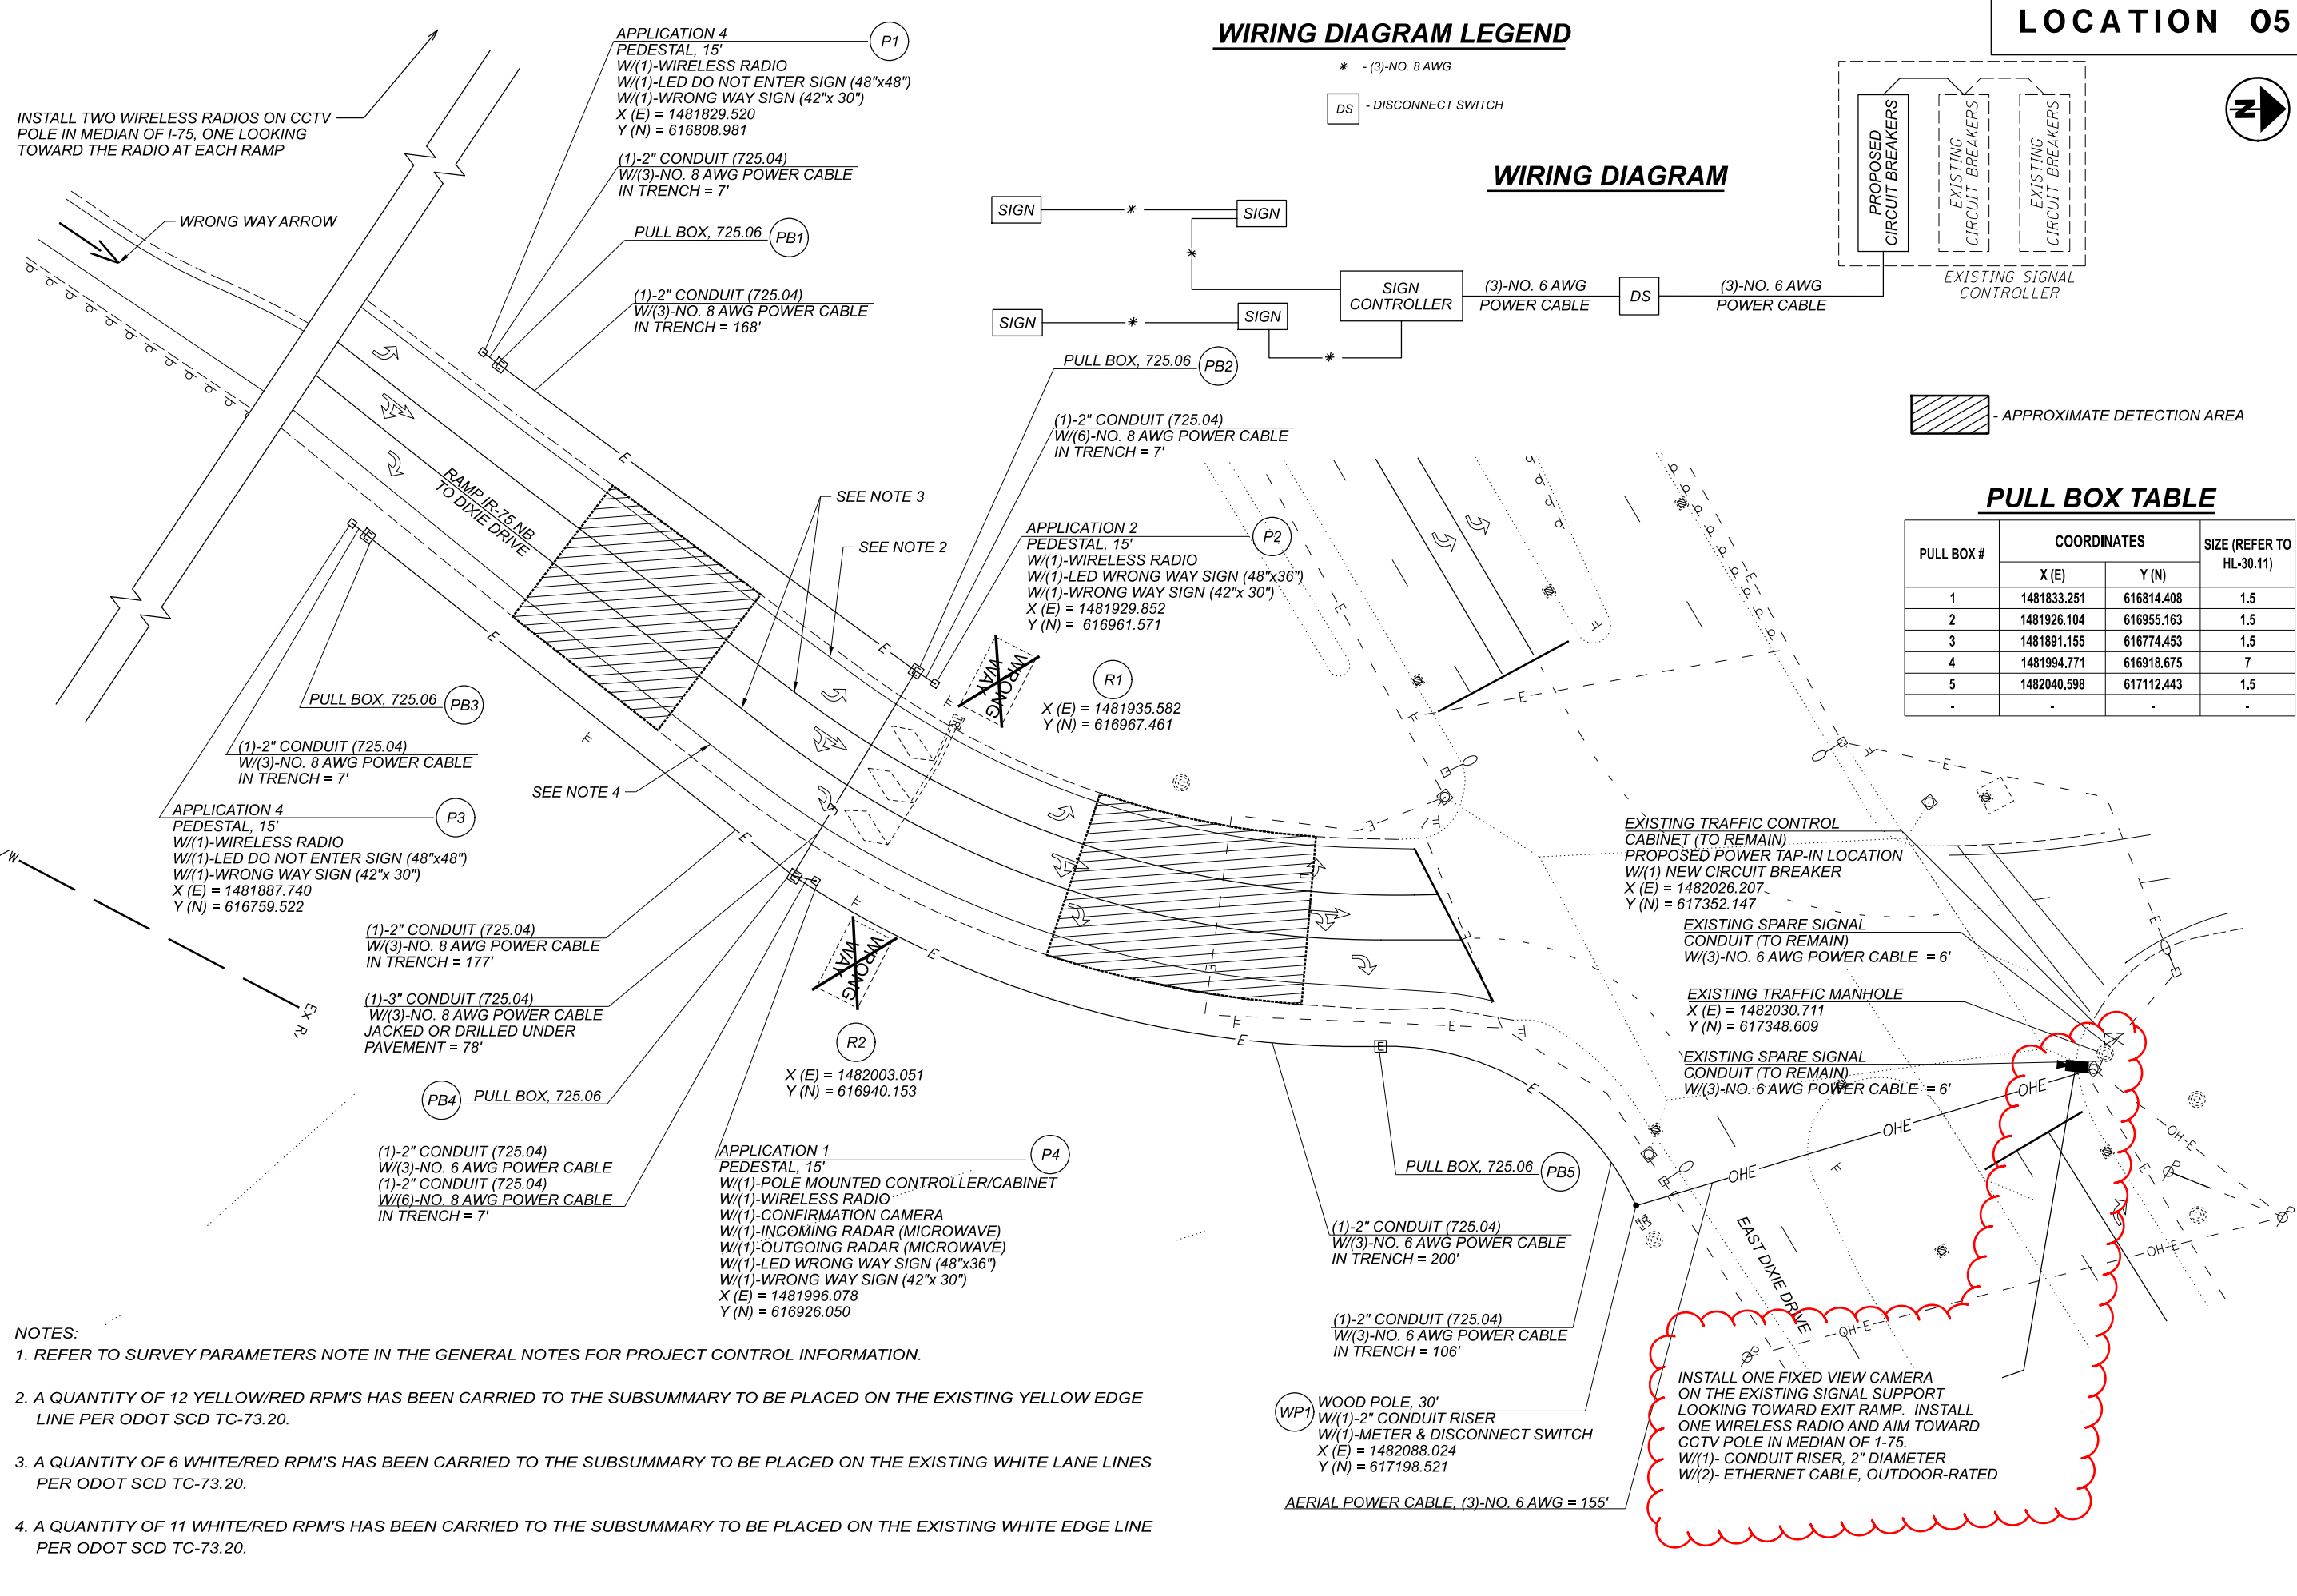 LOCATION 05
INSTALL TWO WIRELESS RADIOS ON CCTV
POLE IN MEDIAN OF I-75, ONE LOOKING
TOWARD THE RADIO AT EACH RAMP
WRONG WAY ARROW
APPLICATION 4
P1
PEDESTAL, 15'
W/(1)-WIRELESS RADIO
W/(1)-LED DO NOT ENTER SIGN (48"x48")
W/(1)-WRONG WAY SIGN (42"x 30")
X (E) = 1481829.520
Y (N) = 616808.981
(1)-2" CONDUIT (725.04)
W/(3)-NO. 8 AWG POWER CABLE
IN TRENCH = 7'
PULL BOX, 725.06
PB1
(1)-2" CONDUIT (725.04)
W/(3)-NO. 8 AWG POWER CABLE
IN TRENCH = 168'
WIRING DIAGRAM LEGEND
* - (3)-NO. 8 AWG
DS - DISCONNECT SWITCH
WIRING DIAGRAM
SIGN
*
SIGN
*
SIGN
*
SIGN
*
SIGN
CONTROLLER
(3)-NO. 6 AWG
POWER CABLE
DS
(3)-NO. 6 AWG
POWER CABLE
PROPOSED
CIRCUIT BREAKERS
EXISTING
CIRCUIT BREAKERS
EXISTING
CIRCUIT BREAKERS
EXISTING SIGNAL
CONTROLLER
N
- APPROXIMATE DETECTION AREA
PULL BOX TABLE
PULL BOX #
COORDINATES
SIZE (REFER TO
HL-30.11)
X (E)
Y (N)
1 1481833.251 616814.408 1.5
2 1481926.104 616955.163 1.5
3 1481891.155 616774.453 1.5
4 1481994.771 616918.675 7
5 1482040.598 617112.443 1.5
- - - -
PULL BOX, 725.06
PB2
(1)-2" CONDUIT (725.04)
W/(6)-NO. 8 AWG POWER CABLE
IN TRENCH = 7'
APPLICATION 2
P2
PEDESTAL, 15'
W/(1)-WIRELESS RADIO
W/(1)-LED WRONG WAY SIGN (48"x36")
W/(1)-WRONG WAY SIGN (42"x 30")
X (E) = 1481929.852
Y (N) = 616961.571
SEE NOTE 3
SEE NOTE 2
RAMP IR-75 NB
TO DIXIE DRIVE
WRONG
WAY
R1
X (E) = 1481935.582
Y (N) = 616967.461
PULL BOX, 725.06
PB3
(1)-2" CONDUIT (725.04)
W/(3)-NO. 8 AWG POWER CABLE
IN TRENCH = 7'
SEE NOTE 4
APPLICATION 4
P3
PEDESTAL, 15'
W/(1)-WIRELESS RADIO
W/(1)-LED DO NOT ENTER SIGN (48"x48")
W/(1)-WRONG WAY SIGN (42"x 30")
X (E) = 1481887.740
Y (N) = 616759.522
EX R/W
(1)-2" CONDUIT (725.04)
W/(3)-NO. 8 AWG POWER CABLE
IN TRENCH = 177'
(1)-3" CONDUIT (725.04)
W/(3)-NO. 8 AWG POWER CABLE
JACKED OR DRILLED UNDER
PAVEMENT = 78'
PB4
PULL BOX, 725.06
(1)-2" CONDUIT (725.04)
W/(3)-NO. 6 AWG POWER CABLE
(1)-2" CONDUIT (725.04)
W/(6)-NO. 8 AWG POWER CABLE
IN TRENCH = 7'
WRONG
WAY
R2
X (E) = 1482003.051
Y (N) = 616940.153
APPLICATION 1
P4
PEDESTAL, 15'
W/(1)-POLE MOUNTED CONTROLLER/CABINET
W/(1)-WIRELESS RADIO
W/(1)-CONFIRMATION CAMERA
W/(1)-INCOMING RADAR (MICROWAVE)
W/(1)-OUTGOING RADAR (MICROWAVE)
W/(1)-LED WRONG WAY SIGN (48"x36")
W/(1)-WRONG WAY SIGN (42"x 30")
X (E) = 1481996.078
Y (N) = 616926.050
EXISTING TRAFFIC CONTROL
CABINET (TO REMAIN)
PROPOSED POWER TAP-IN LOCATION
W/(1) NEW CIRCUIT BREAKER
X (E) = 1482026.207
Y (N) = 617352.147
EXISTING SPARE SIGNAL
CONDUIT (TO REMAIN)
W/(3)-NO. 6 AWG POWER CABLE = 6'
EXISTING TRAFFIC MANHOLE
X (E) = 1482030.711
Y (N) = 617348.609
EXISTING SPARE SIGNAL
CONDUIT (TO REMAIN)
W/(3)-NO. 6 AWG POWER CABLE = 6'
OHE
OHE
OHE
OH-E
OH-E
OH-E
PULL BOX, 725.06
PB5
(1)-2" CONDUIT (725.04)
W/(3)-NO. 6 AWG POWER CABLE
IN TRENCH = 200'
(1)-2" CONDUIT (725.04)
W/(3)-NO. 6 AWG POWER CABLE
IN TRENCH = 106'
WP1
WOOD POLE, 30'
W/(1)-2" CONDUIT RISER
W/(1)-METER & DISCONNECT SWITCH
X (E) = 1482088.024
Y (N) = 617198.521
AERIAL POWER CABLE, (3)-NO. 6 AWG = 155'
EAST DIXIE DRIVE
INSTALL ONE FIXED VIEW CAMERA
ON THE EXISTING SIGNAL SUPPORT
LOOKING TOWARD EXIT RAMP. INSTALL
ONE WIRELESS RADIO AND AIM TOWARD
CCTV POLE IN MEDIAN OF 1-75.
W/(1)- CONDUIT RISER, 2" DIAMETER
W/(2)- ETHERNET CABLE, OUTDOOR-RATED
NOTES:
1. REFER TO SURVEY PARAMETERS NOTE IN THE GENERAL NOTES FOR PROJECT CONTROL INFORMATION.
2. A QUANTITY OF 12 YELLOW/RED RPM'S HAS BEEN CARRIED TO THE SUBSUMMARY TO BE PLACED ON THE EXISTING YELLOW EDGE
LINE PER ODOT SCD TC-73.20.
3. A QUANTITY OF 6 WHITE/RED RPM'S HAS BEEN CARRIED TO THE SUBSUMMARY TO BE PLACED ON THE EXISTING WHITE LANE LINES
PER ODOT SCD TC-73.20.
4. A QUANTITY OF 11 WHITE/RED RPM'S HAS BEEN CARRIED TO THE SUBSUMMARY TO BE PLACED ON THE EXISTING WHITE EDGE LINE
PER ODOT SCD TC-73.20.